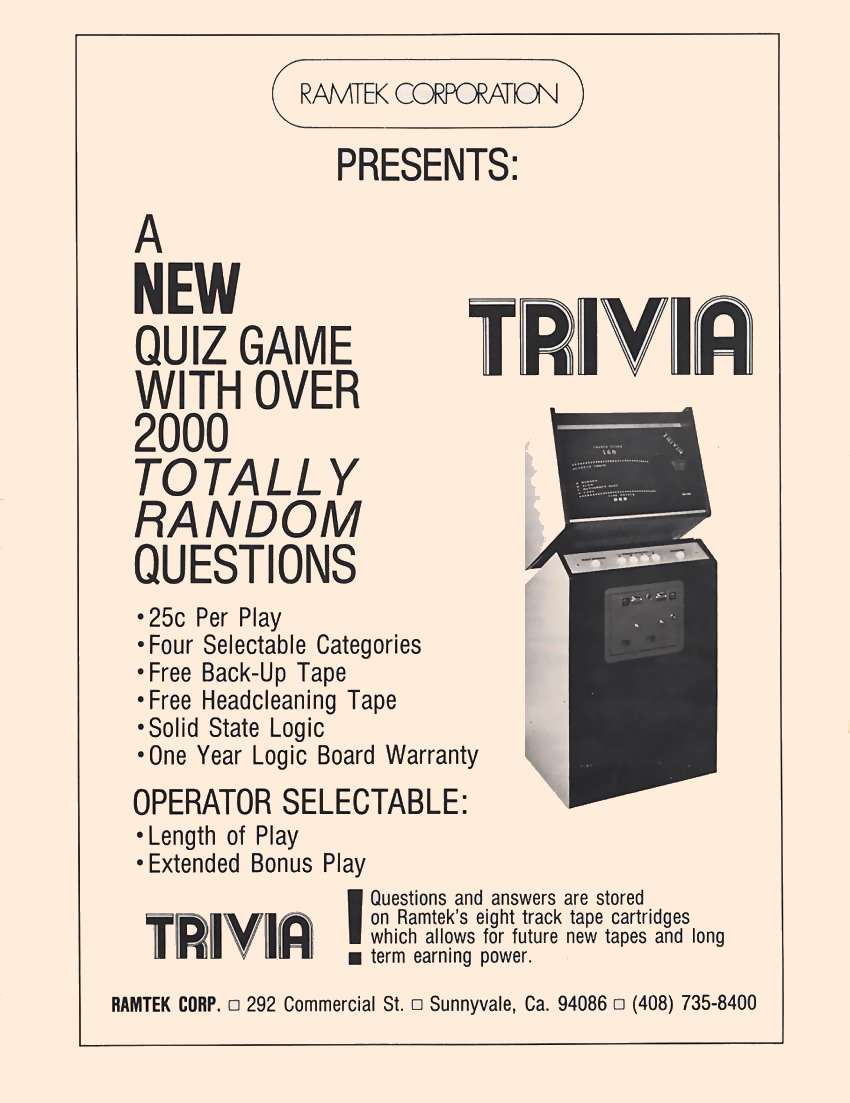 RAMTEK CORPORATION
PRESENTS:
A
NEW
QUIZ GAME
WITH OVER
2000
TOTALLY
RANDOM
QUESTIONS
TRIVIA
TRIVIA
160
•25c Per Play
•Four Selectable Categories
•Free Back-Up Tape
•Free Headcleaning Tape
•Solid State Logic
•One Year Logic Board Warranty
OPERATOR SELECTABLE:
•Length of Play
•Extended Bonus Play
TRIVIA !
Questions and answers are stored
on Ramtek's eight track tape cartridges
which allows for future new tapes and long
term earning power.
RAMTEK CORP. □ 292 Commercial St. □ Sunnyvale, Ca. 94086 □ (408) 735-8400